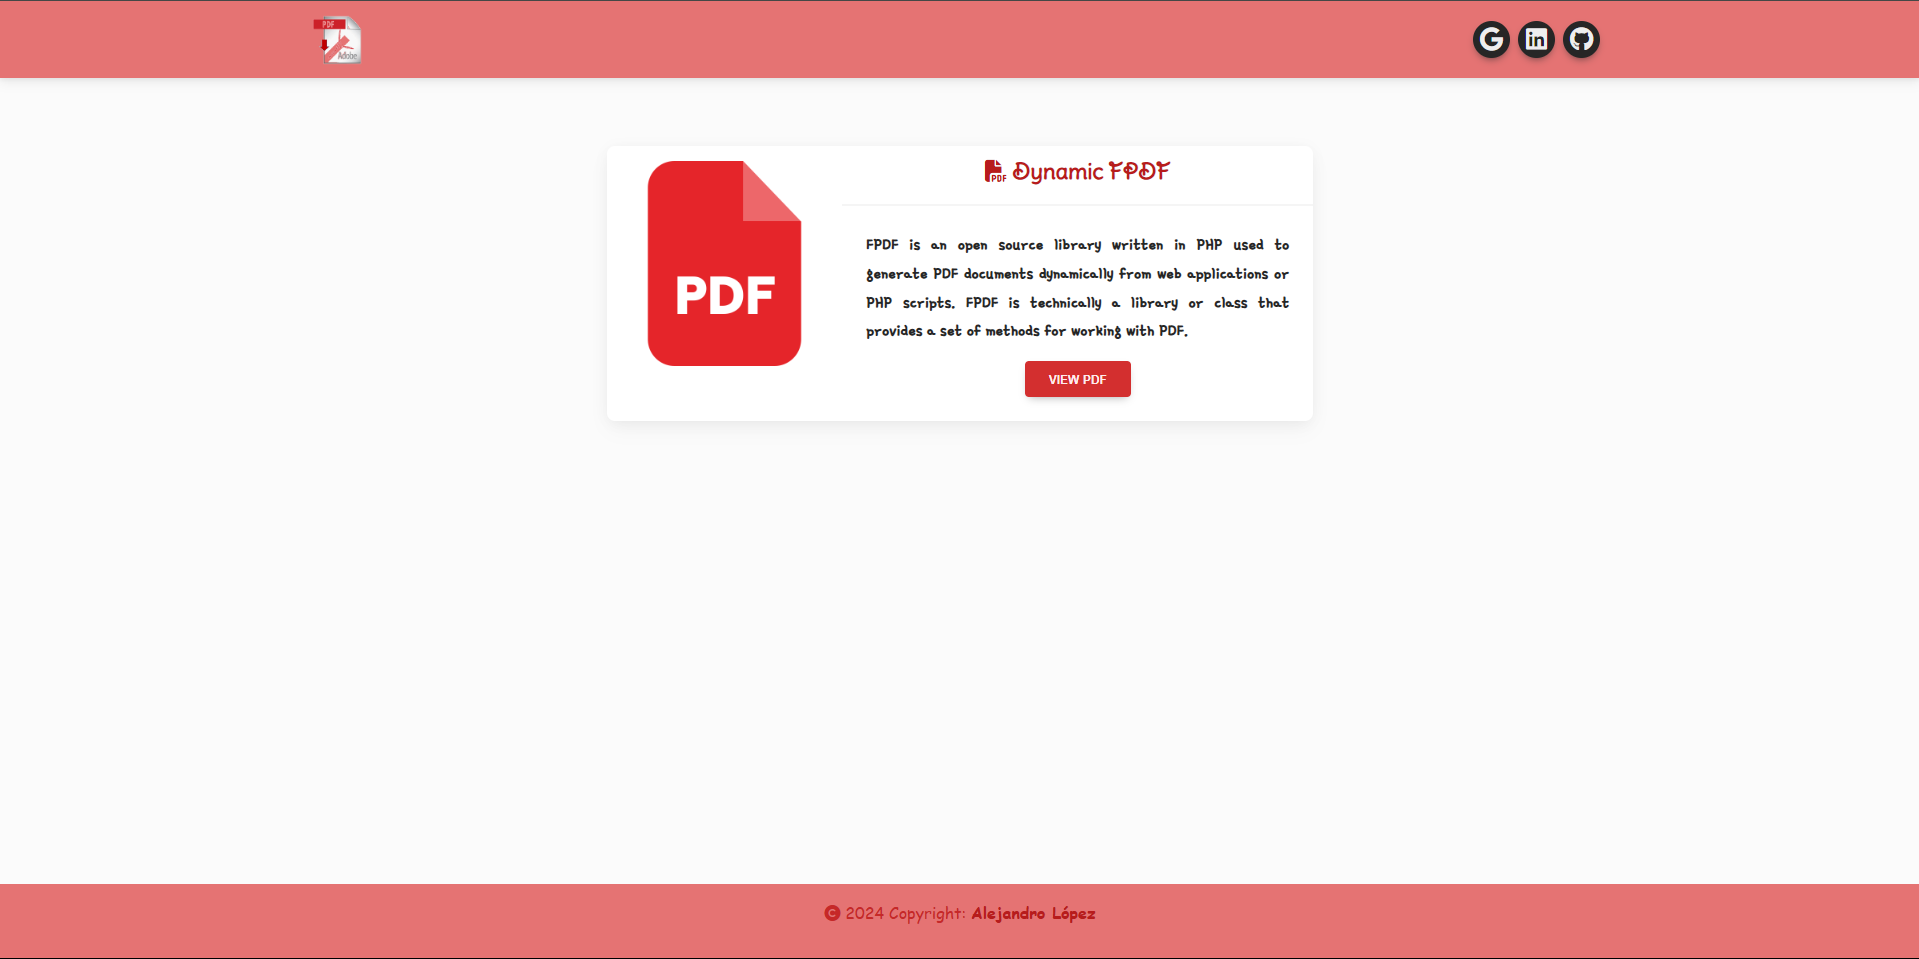 PDF
Adobe
PDF
PDF Dynamic FPDF
FPDF is an open source library written in PHP used to
generate PDF documents dynamically from web applications or
PHP scripts. FPDF is technically a library or class that
provides a set of methods for working with PDF.
VIEW PDF
© 2024 Copyright: Alejandro López